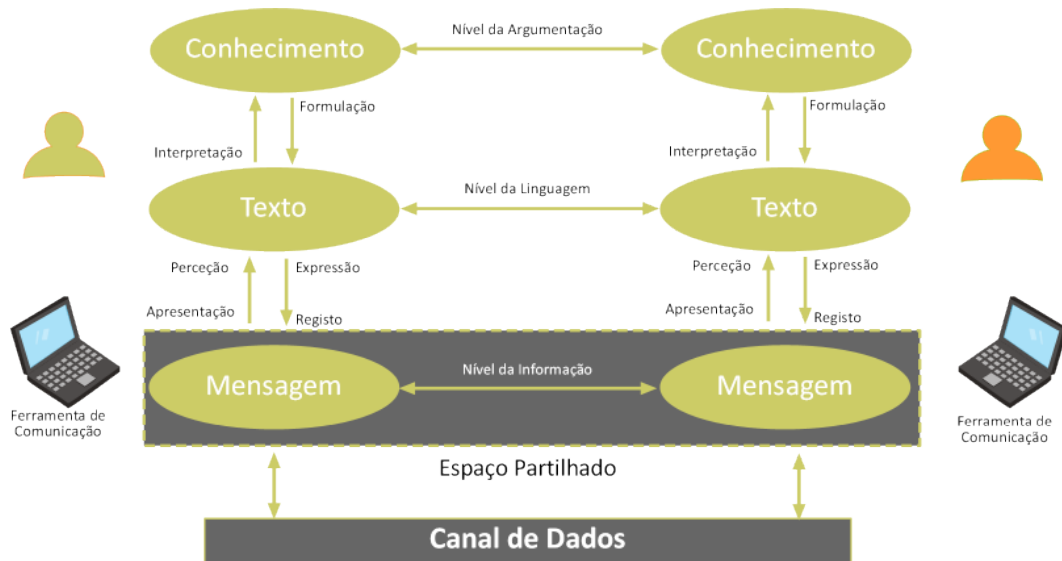 Conhecimento
Nível da Argumentação
Conhecimento
Formulação
Formulação
Interpretação
Interpretação
Texto
Nível da Linguagem
Texto
Perceção
Expressão
Perceção
Expressão
Apresentação
Registo
Apresentação
Registo
Mensagem
Nível da Informação
Mensagem
Ferramenta de
Comunicação
Ferramenta de
Comunicação
Espaço Partilhado
Canal de Dados